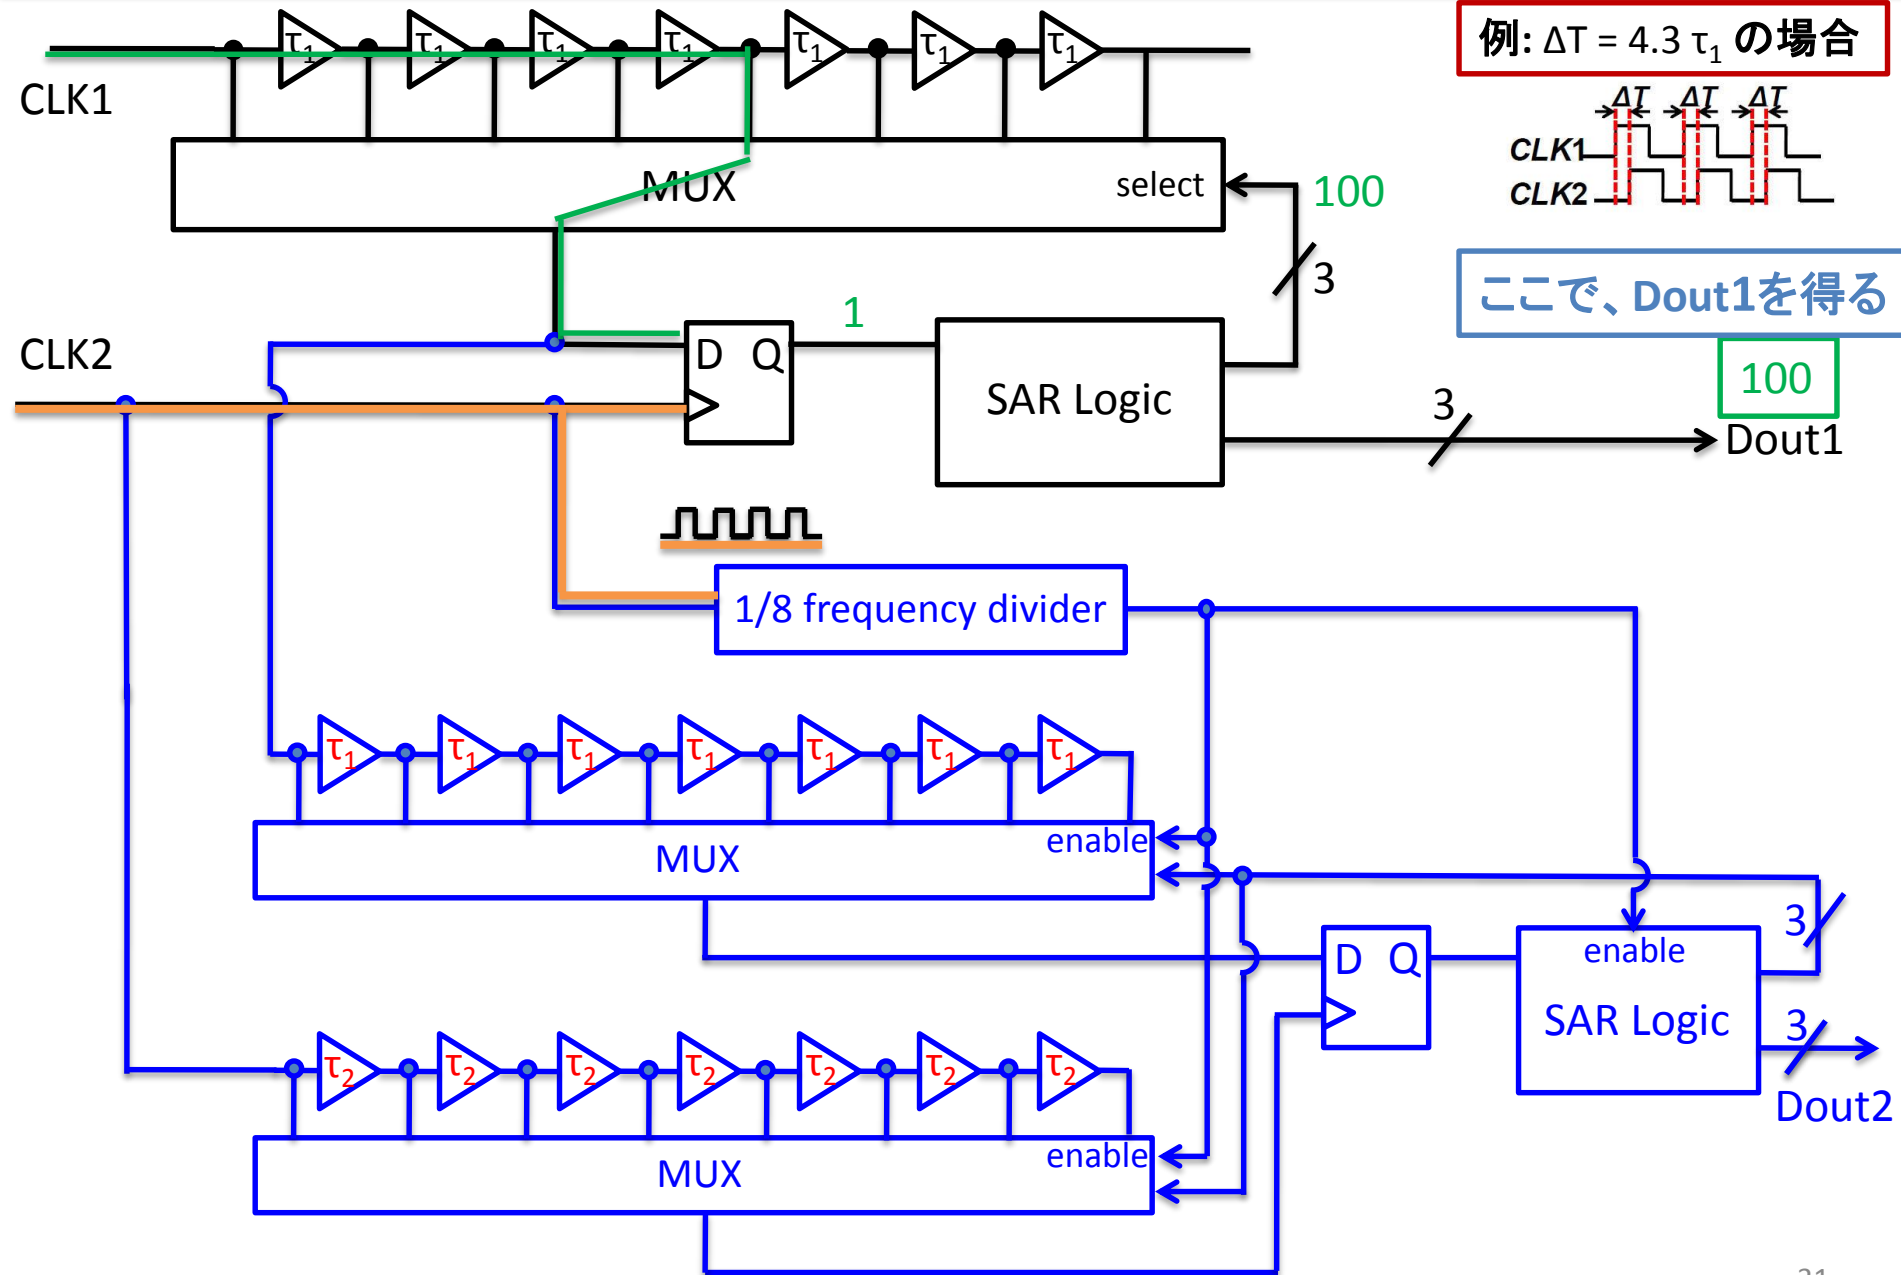 τ1 τ1 τ1 τ1 τ1 τ1 τ1
例: ΔT = 4.3 τ1 の場合
ΔT ΔT ΔT
CLK1
CLK2
CLK1
MUX
select
100
3
ここで、Dout1を得る
100
1
CLK2
D Q
SAR Logic
3
Dout1
1/8 frequency divider
τ1 τ1 τ1 τ1 τ1 τ1 τ1
MUX
enable
3
D Q
enable
SAR Logic
3
Dout2
τ2 τ2 τ2 τ2 τ2 τ2 τ2
MUX
enable